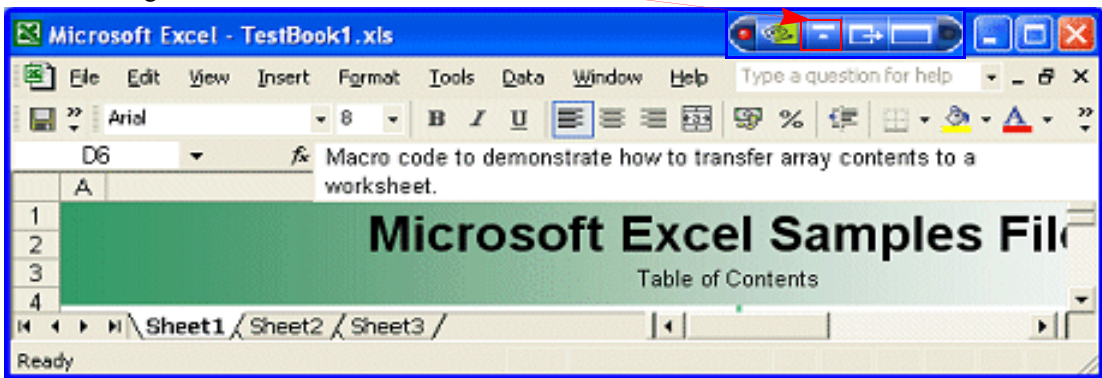 Microsoft Excel - TestBook1.xls
File Edit View Insert Format Tools Data Window Help Type a question for help
Arial 8 B I U %
D6 fx Macro code to demonstrate how to transfer array contents to a
worksheet.
A
1
2 Microsoft Excel Samples
3 Table of Contents
4
Sheet1 Sheet2 Sheet3
Ready